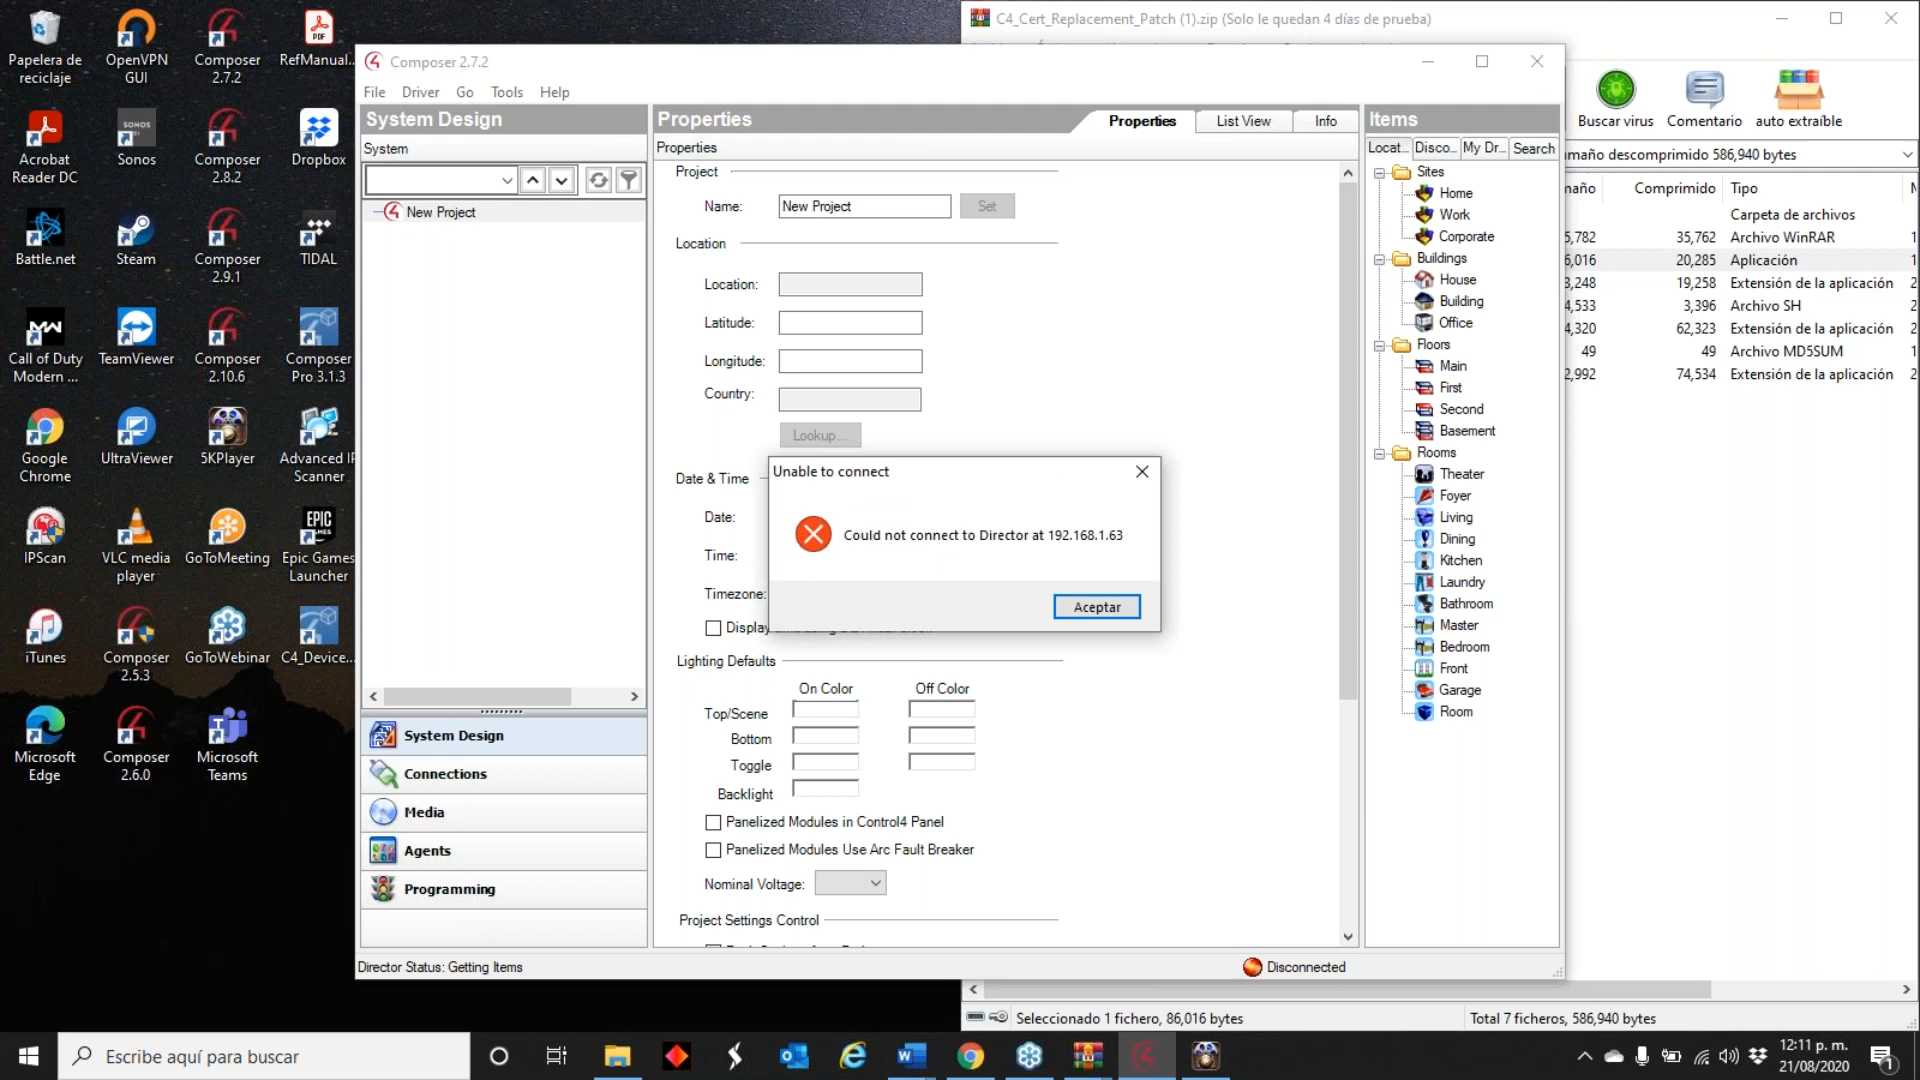 Papelera de reciclaje
OpenVPN GUI
Composer 2.7.2
RefManual...
Acrobat Reader DC
Sonos
Composer 2.8.2
Dropbox
Battle.net
Steam
Composer 2.9.1
TIDAL
Call of Duty Modern ...
TeamViewer
Composer 2.10.6
Composer Pro 3.1.3
Google Chrome
UltraViewer
5KPlayer
Advanced IP Scanner
IPScan
VLC media player
GoToMeeting
Epic Games Launcher
iTunes
Composer 2.5.3
GoToWebinar
C4_Device...
Microsoft Edge
Composer 2.6.0
Microsoft Teams
C4_Cert_Replacement_Patch (1).zip (Solo le quedan 4 días de prueba)
Buscar virus
Comentario
auto extraíble
maño descomprimido 586,940 bytes
naño Comprimido Tipo
Carpeta de archivos
5,782 35,762 Archivo WinRAR
6,016 20,285 Aplicación
3,248 19,258 Extensión de la aplicación
4,533 3,396 Archivo SH
4,320 62,323 Extensión de la aplicación
49 49 Archivo MD5SUM
2,992 74,534 Extensión de la aplicación
Seleccionado 1 fichero, 86,016 bytes
Total 7 ficheros, 586,940 bytes
Composer 2.7.2
File Driver Go Tools Help
System Design
System
New Project
System Design
Connections
Media
Agents
Programming
Properties
Properties List View Info
Properties
Project
Name: New Project Set
Location
Location:
Latitude:
Longitude:
Country:
Lookup...
Date & Time
Date:
Time:
Timezone:
Display
Lighting Defaults
On Color Off Color
Top/Scene
Bottom
Toggle
Backlight
Panelized Modules in Control4 Panel
Panelized Modules Use Arc Fault Breaker
Nominal Voltage:
Project Settings Control
Unable to connect
Could not connect to Director at 192.168.1.63
Aceptar
Items
Locat... Disco... My Dr... Search
Sites
Home
Work
Corporate
Buildings
House
Building
Office
Floors
Main
First
Second
Basement
Rooms
Theater
Foyer
Living
Dining
Kitchen
Laundry
Bathroom
Master
Bedroom
Front
Garage
Room
Director Status: Getting Items
Disconnected
Escribe aquí para buscar
12:11 p. m.
21/08/2020
1